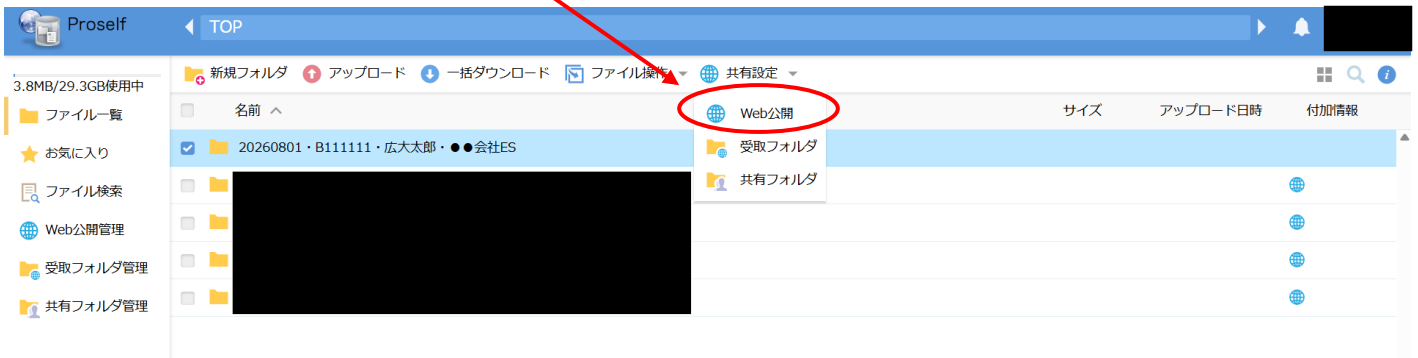 Proself
TOP
3.8MB/29.3GB使用中
新規フォルダ アップロード 一括ダウンロード ファイル操作 共有設定
名前 サイズ アップロード日時 付加情報
Web公開
20260801・B111111・広大太郎・●●会社ES
受取フォルダ
共有フォルダ
ファイル一覧
お気に入り
ファイル検索
Web公開管理
受取フォルダ管理
共有フォルダ管理